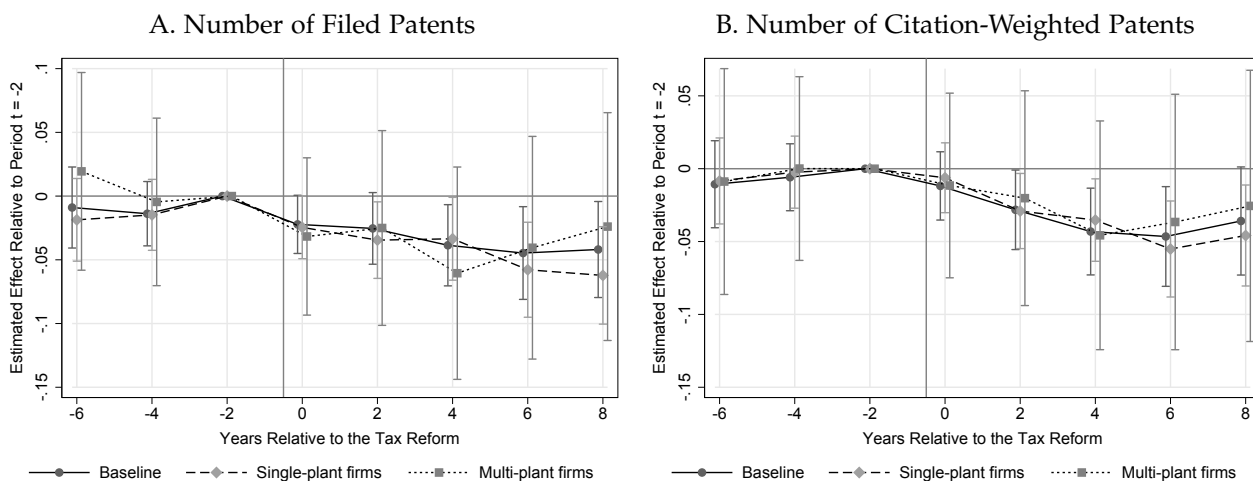 A. Number of Filed Patents
Estimated Effect Relative to Period t = -2
.1
.05
0
-.05
-.1
-.15
-6 -4 -2 0 2 4 6 8
Years Relative to the Tax Reform
Baseline Single-plant firms Multi-plant firms
B. Number of Citation-Weighted Patents
Estimated Effect Relative to Period t = -2
.05
0
-.05
-.1
-.15
-6 -4 -2 0 2 4 6 8
Years Relative to the Tax Reform
Baseline Single-plant firms Multi-plant firms